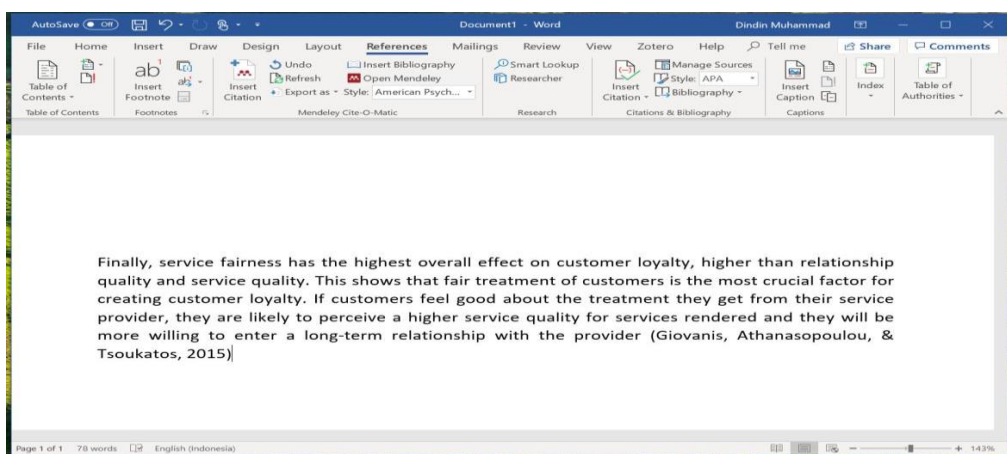 AutoSave Off Document1 - Word Dindin Muhammad
File Home Insert Draw Design Layout References Mailings Review View Zotero Help Tell me Share Comments
Table of Contents
Insert Footnote
Insert Citation
Undo
Refresh
Export as
Insert Bibliography
Open Mendeley
Style: American Psych...
Smart Lookup
Researcher
Insert Citation
Manage Sources
Style: APA
Bibliography
Insert Caption
Index
Table of Authorities
Table of Contents Footnotes Mendeley Cite-O-Matic Research Citations & Bibliography Captions
Finally, service fairness has the highest overall effect on customer loyalty, higher than relationship
quality and service quality. This shows that fair treatment of customers is the most crucial factor for
creating customer loyalty. If customers feel good about the treatment they get from their service
provider, they are likely to perceive a higher service quality for services rendered and they will be
more willing to enter a long-term relationship with the provider (Giovanis, Athanasopoulou, &
Tsoukatos, 2015)
Page 1 of 1 78 words English (Indonesia) 143%